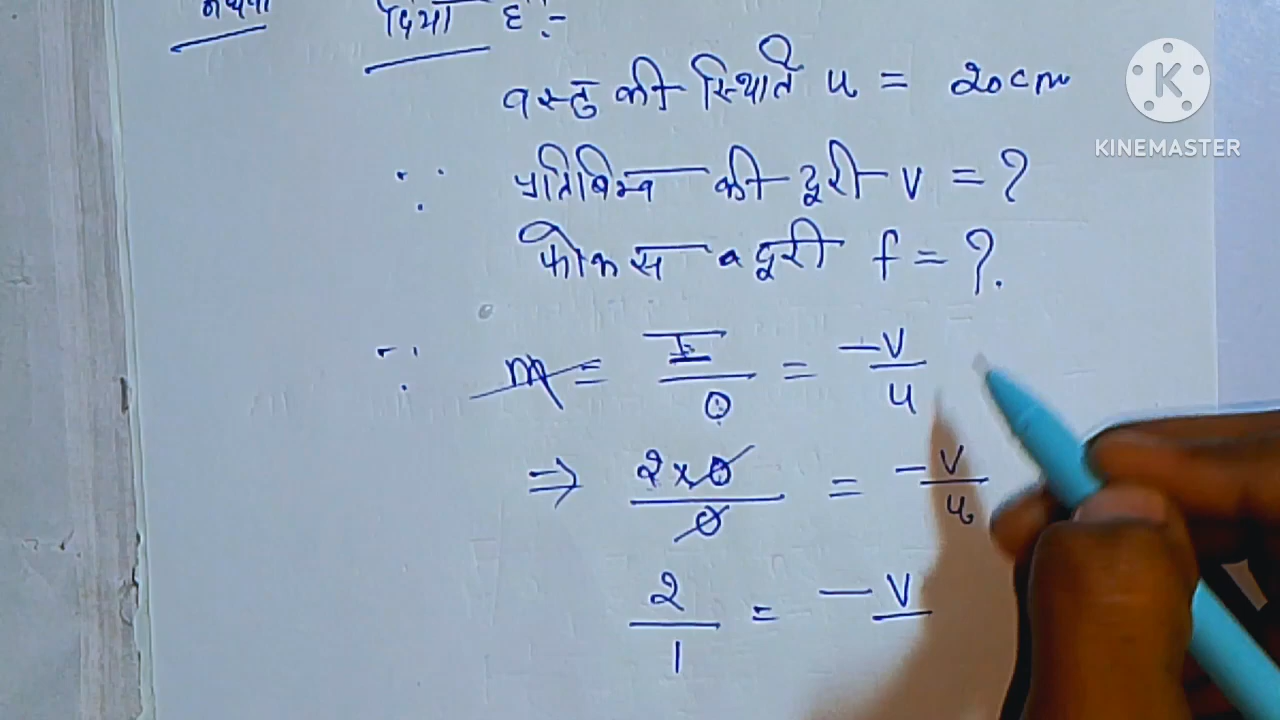 दिया है :-
वस्तु की स्थिति u = 20cm
KINEMASTER
∵ प्रतिबिम्ब की दूरी v = ?
फोकस दूरी f = ?
∵ m = I/O = -v/u
⇒ 2×O/O = -v/u
2/1 = -v